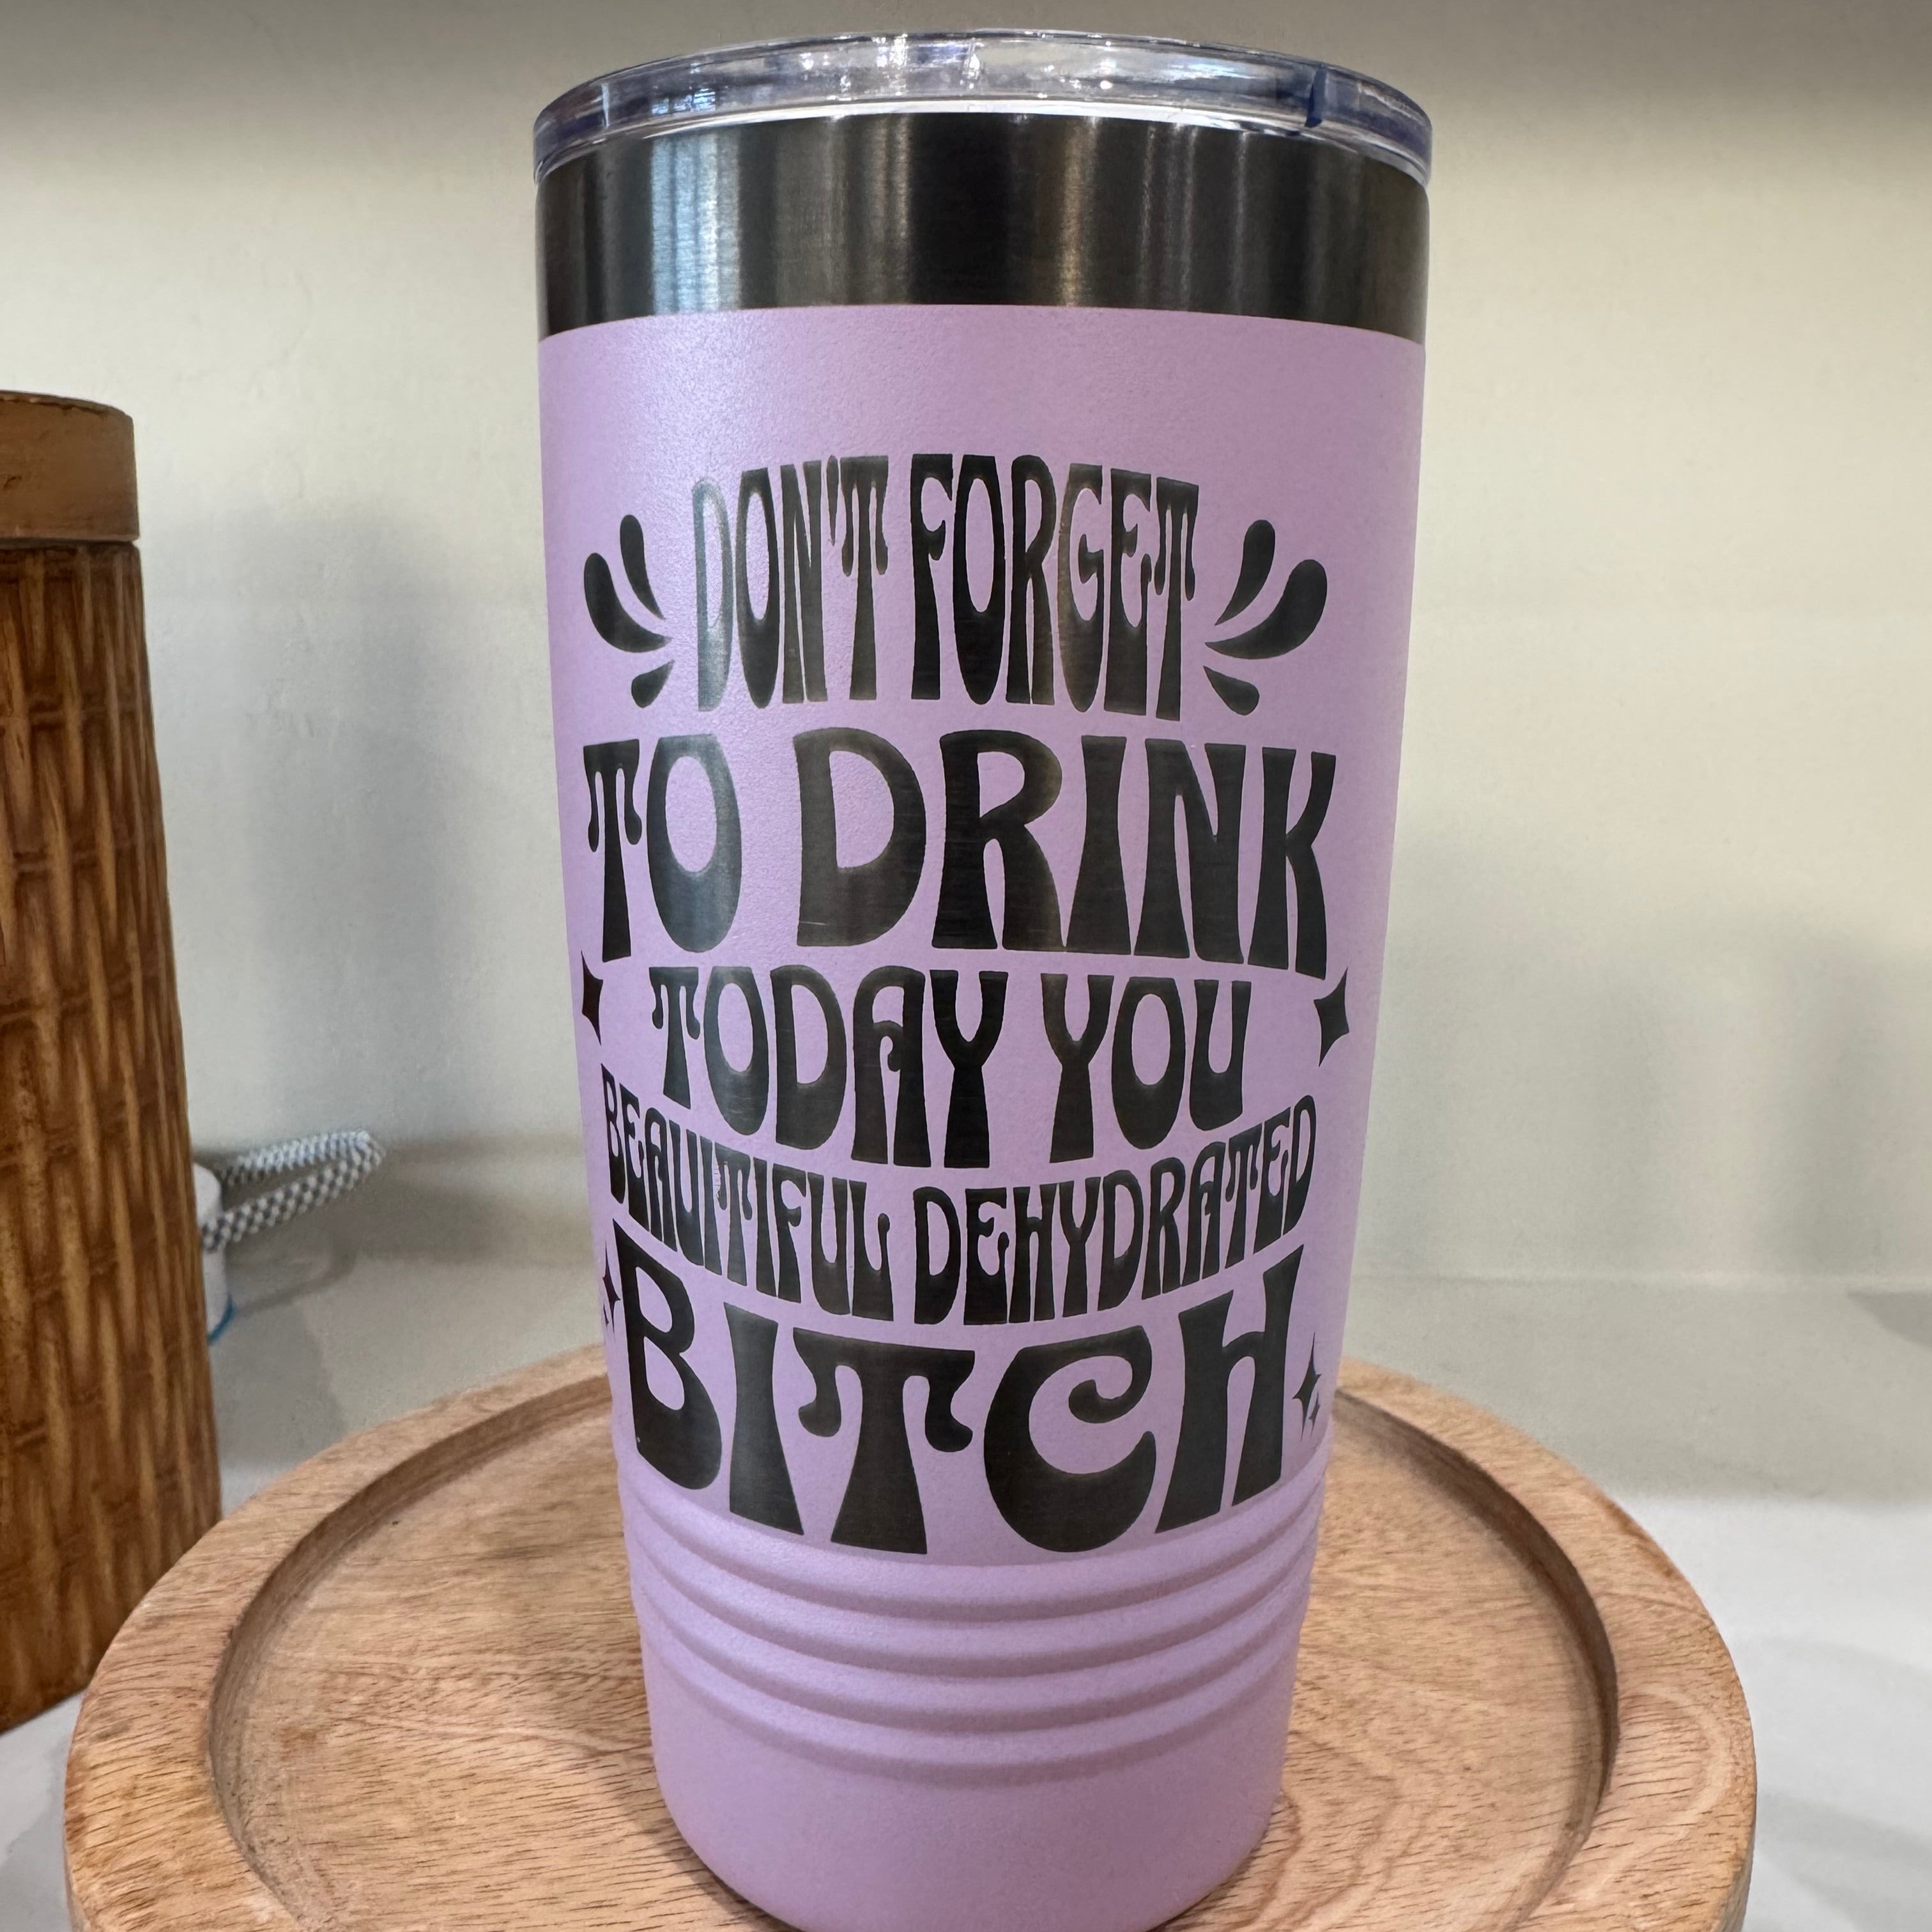 DON'T FORGET
TO DRINK
TODAY YOU
BEAUTIFUL DEHYDRATED
BITCH